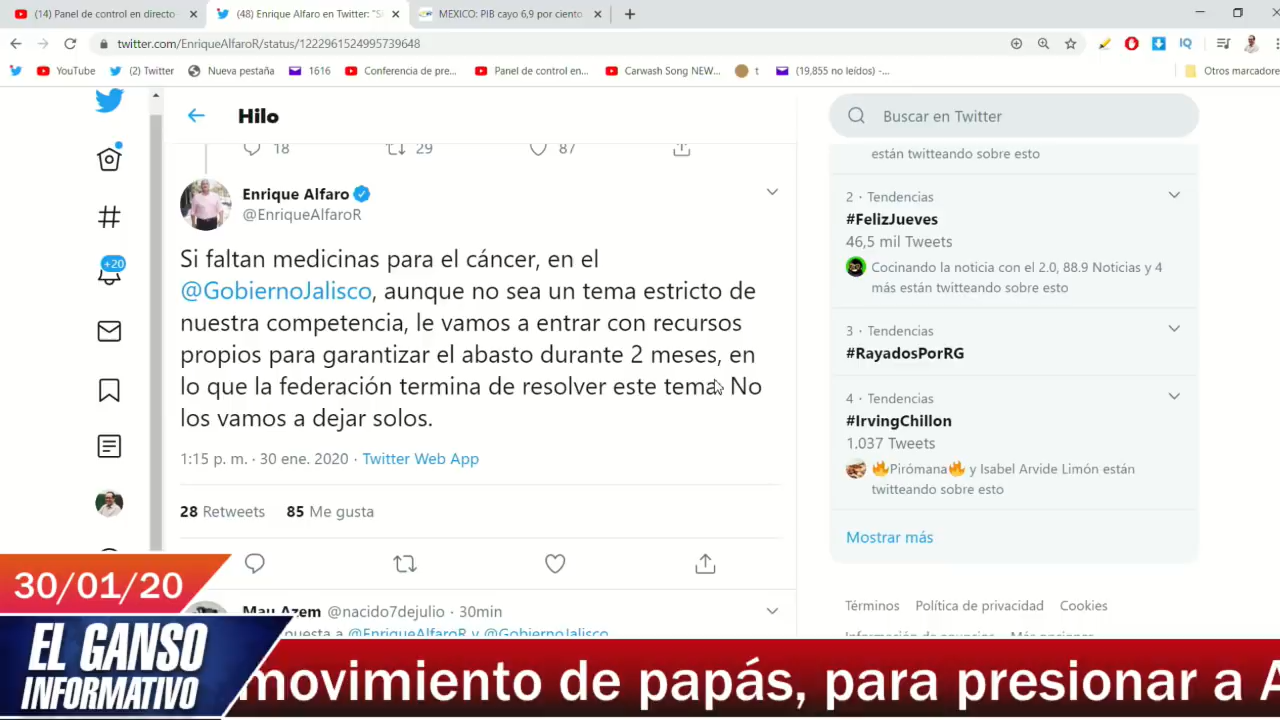 (14) Panel de control en directo
(48) Enrique Alfaro en Twitter: "S
MEXICO: PIB cayo 6,9 por ciento
twitter.com/EnriqueAlfaroR/status/1222961524995739648
YouTube
(2) Twitter
Nueva pestaña
1616
Conferencia de pre...
Panel de control en...
Carwash Song NEW...
t
(19,855 no leídos) -...
Otros marcadore
Hilo
Buscar en Twitter
18
29
87
Enrique Alfaro
@EnriqueAlfaroR
Si faltan medicinas para el cáncer, en el
@GobiernoJalisco, aunque no sea un tema estricto de
nuestra competencia, le vamos a entrar con recursos
propios para garantizar el abasto durante 2 meses, en
lo que la federación termina de resolver este tema. No
los vamos a dejar solos.
1:15 p. m. · 30 ene. 2020 · Twitter Web App
28 Retweets
85 Me gusta
Mau Azem @nacido7dejulio · 30min
puesta a @EnriqueAlfaroR y @GobiernoJalisco
+20
están twitteando sobre esto
2 · Tendencias
#FelizJueves
46,5 mil Tweets
Cocinando la noticia con el 2.0, 88.9 Noticias y 4
más están twitteando sobre esto
3 · Tendencias
#RayadosPorRG
4 · Tendencias
#IrvingChillon
1.037 Tweets
Pirómana y Isabel Arvide Limón están
twitteando sobre esto
Mostrar más
Términos
Política de privacidad
Cookies
Información de anuncios
Más opciones
30/01/20
EL GANSO
INFORMATIVO
movimiento de papás, para presionar a A